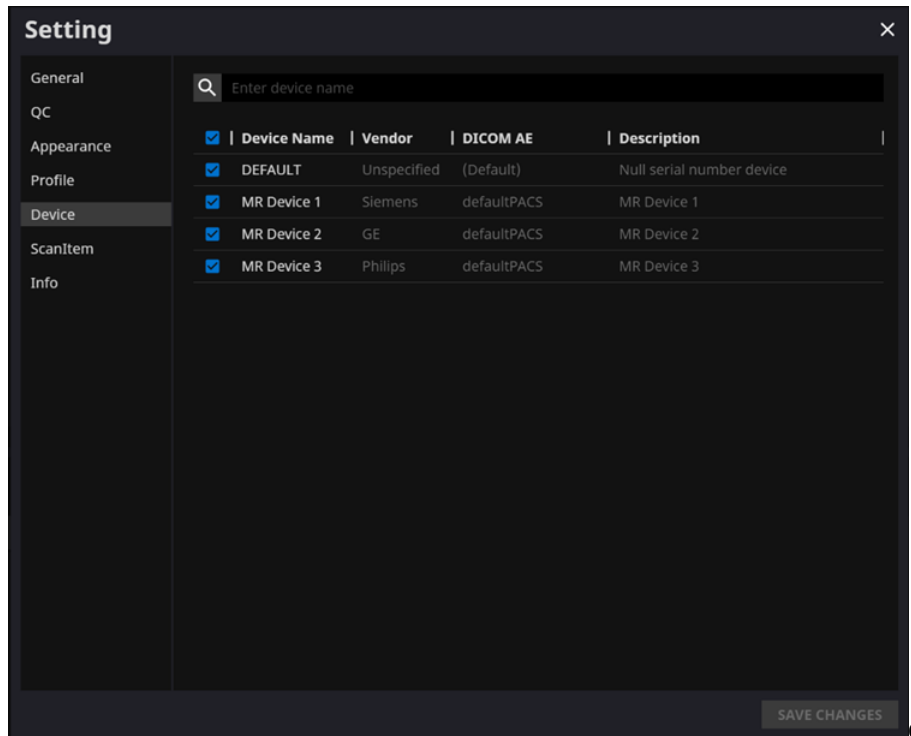 Setting
General
QC
Appearance
Profile
Device
ScanItem
Info
Enter device name
Device Name Vendor DICOM AE Description
DEFAULT Unspecified (Default) Null serial number device
MR Device 1 Siemens defaultPACS MR Device 1
MR Device 2 GE defaultPACS MR Device 2
MR Device 3 Philips defaultPACS MR Device 3
SAVE CHANGES